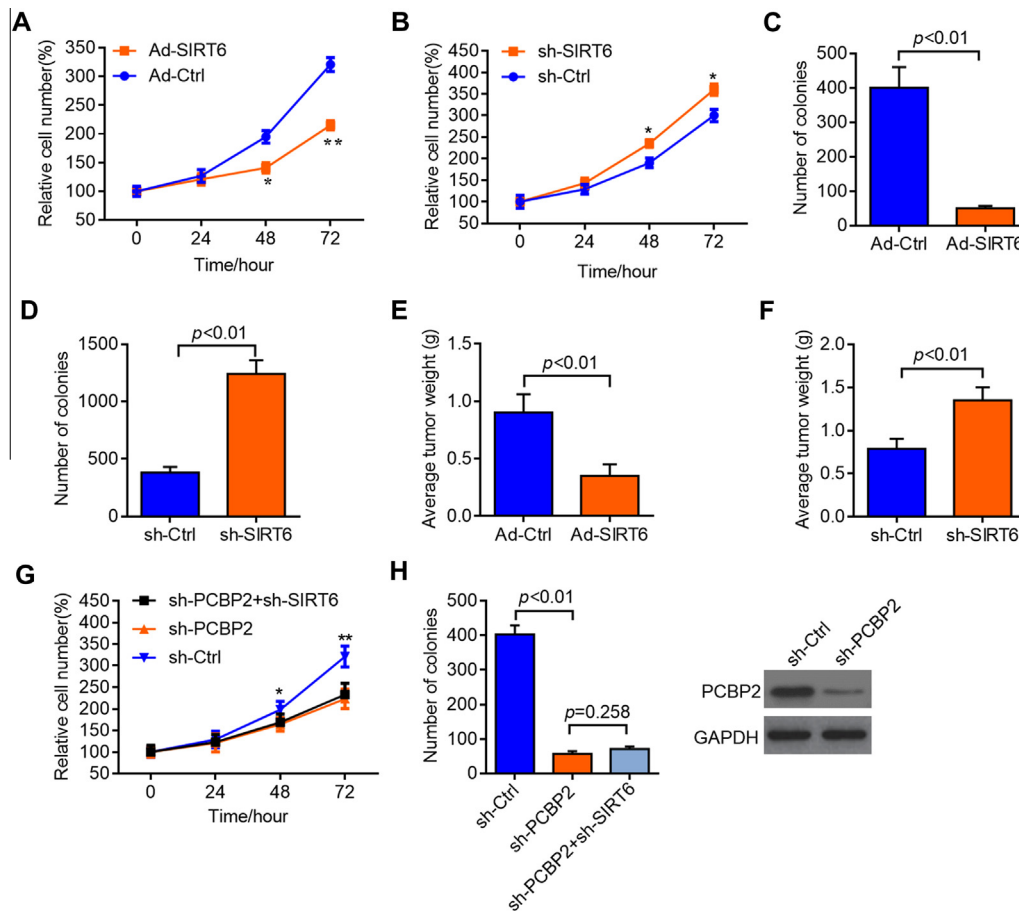 A
Ad-SIRT6
Ad-Ctrl
Relative cell number(%)
350
300
250
200
150
100
50
*
**
0 24 48 72
Time/hour
B
sh-SIRT6
sh-Ctrl
Relative cell number(%)
450
400
350
300
250
200
150
100
50
*
*
0 24 48 72
Time/hour
C
p<0.01
Number of colonies
600
400
200
0
Ad-Ctrl Ad-SIRT6
D
p<0.01
Number of colonies
1500
1000
500
0
sh-Ctrl sh-SIRT6
E
p<0.01
Average tumor weight (g)
1.5
1.0
0.5
0.0
Ad-Ctrl Ad-SIRT6
F
p<0.01
Average tumor weight (g)
2.0
1.5
1.0
0.5
0.0
sh-Ctrl sh-SIRT6
G
sh-PCBP2+sh-SIRT6
sh-PCBP2
sh-Ctrl
Relative cell number(%)
450
400
350
300
250
200
150
100
50
*
**
0 24 48 72
Time/hour
H
p<0.01
p=0.258
Number of colonies
500
400
300
200
100
0
sh-Ctrl
sh-PCBP2
sh-PCBP2+sh-SIRT6
sh-Ctrl
sh-PCBP2
PCBP2
GAPDH